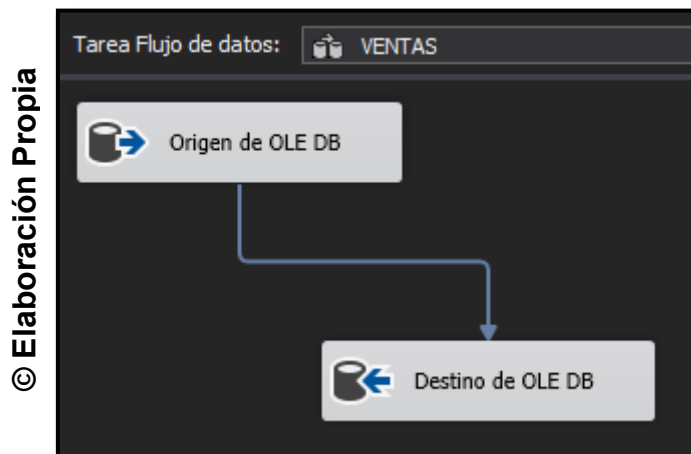 © Elaboración Propia
Tarea Flujo de datos: VENTAS
Origen de OLE DB
Destino de OLE DB